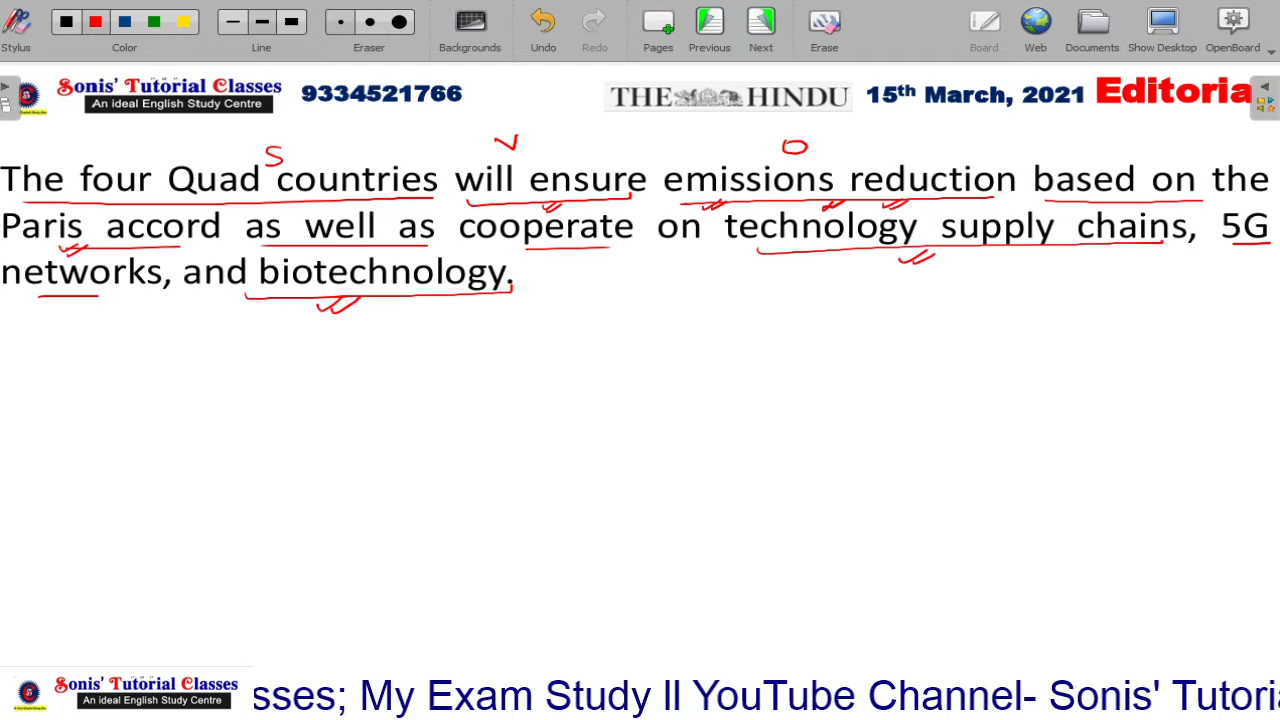 Stylus Color Line Eraser Backgrounds Undo Redo Pages Previous Next Erase Board Web Documents Show Desktop OpenBoard
Sonis' Tutorial Classes
An ideal English Study Centre
9334521766
THE HINDU
15th March, 2021 Editoria
S V O
The four Quad countries will ensure emissions reduction based on the
Paris accord as well as cooperate on technology supply chains, 5G
networks, and biotechology.
Sonis' Tutorial Classes
An ideal English Study Centre
sses; My Exam Study ll YouTube Channel- Sonis' Tutoria